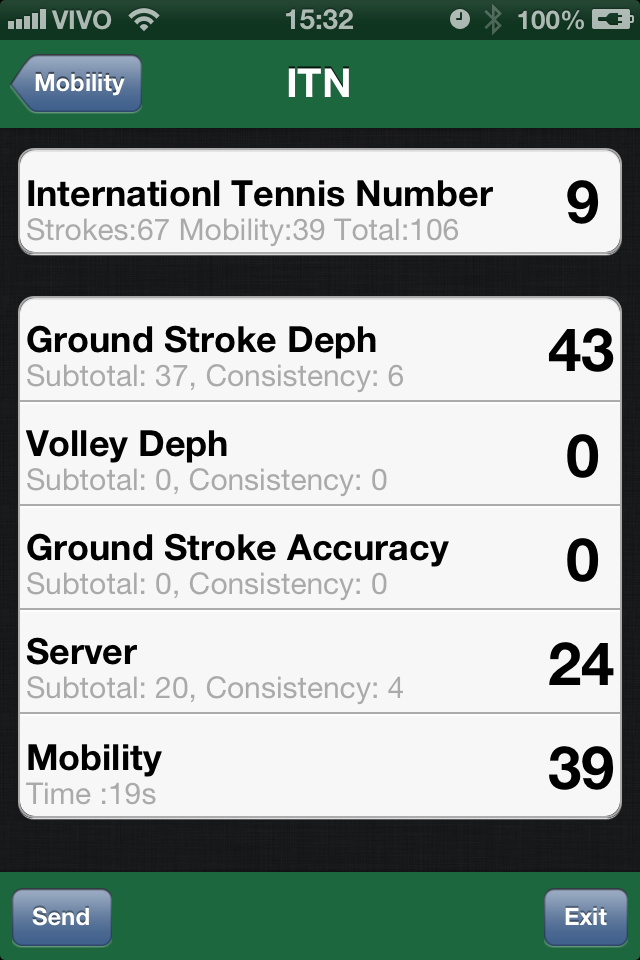 VIVO 15:32 100%
Mobility ITN
Internationl Tennis Number 9
Strokes:67 Mobility:39 Total:106
Ground Stroke Deph 43
Subtotal: 37, Consistency: 6
Volley Deph 0
Subtotal: 0, Consistency: 0
Ground Stroke Accuracy 0
Subtotal: 0, Consistency: 0
Server 24
Subtotal: 20, Consistency: 4
Mobility 39
Time :19s
Send Exit